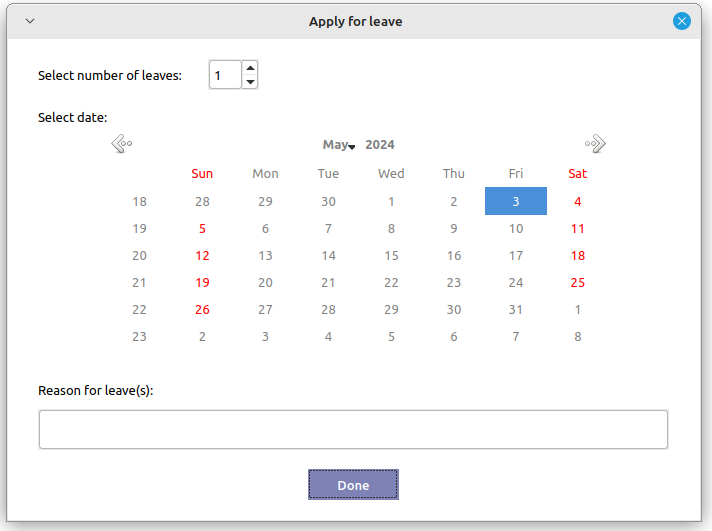 Apply for leave
Select number of leaves: 1
Select date:
May 2024
Sun Mon Tue Wed Thu Fri Sat
18 28 29 30 1 2 3 4
19 5 6 7 8 9 10 11
20 12 13 14 15 16 17 18
21 19 20 21 22 23 24 25
22 26 27 28 29 30 31 1
23 2 3 4 5 6 7 8
Reason for leave(s):
Done